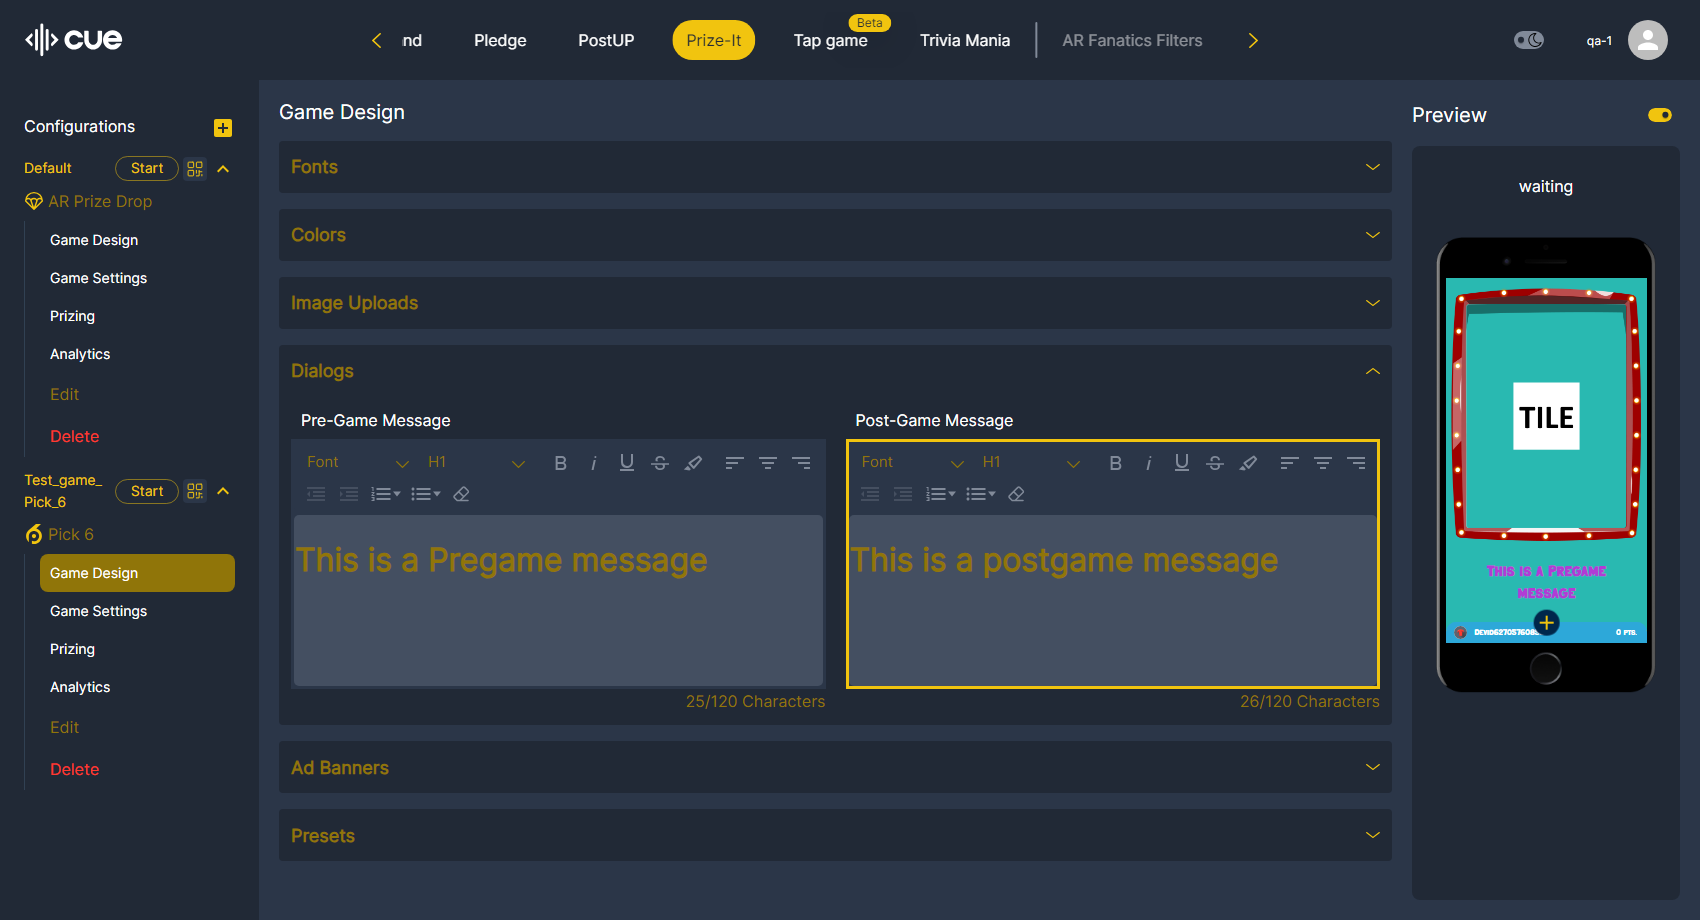 cue
nd
Pledge
PostUP
Prize-It
Beta
Tap game
Trivia Mania
AR Fanatics Filters
qa-1
Configurations
Default
Start
AR Prize Drop
Game Design
Game Settings
Prizing
Analytics
Edit
Delete
Test_game_
Pick_6
Start
Pick 6
Game Design
Game Settings
Prizing
Analytics
Edit
Delete
Game Design
Fonts
Colors
Image Uploads
Dialogs
Pre-Game Message
Font
H1
B
i
U
S
This is a Pregame message
25/120 Characters
Post-Game Message
Font
H1
B
i
U
S
This is a postgame message
26/120 Characters
Ad Banners
Presets
Preview
waiting
TILE
This is a Pregame
message
0 pts.